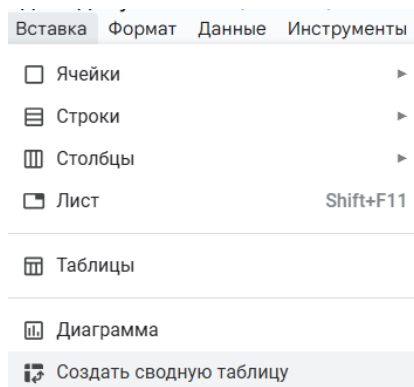 Вставка Формат Данные Инструменты
Ячейки
Строки
Столбцы
Лист Shift+F11
Таблицы
Диаграмма
Создать сводную таблицу